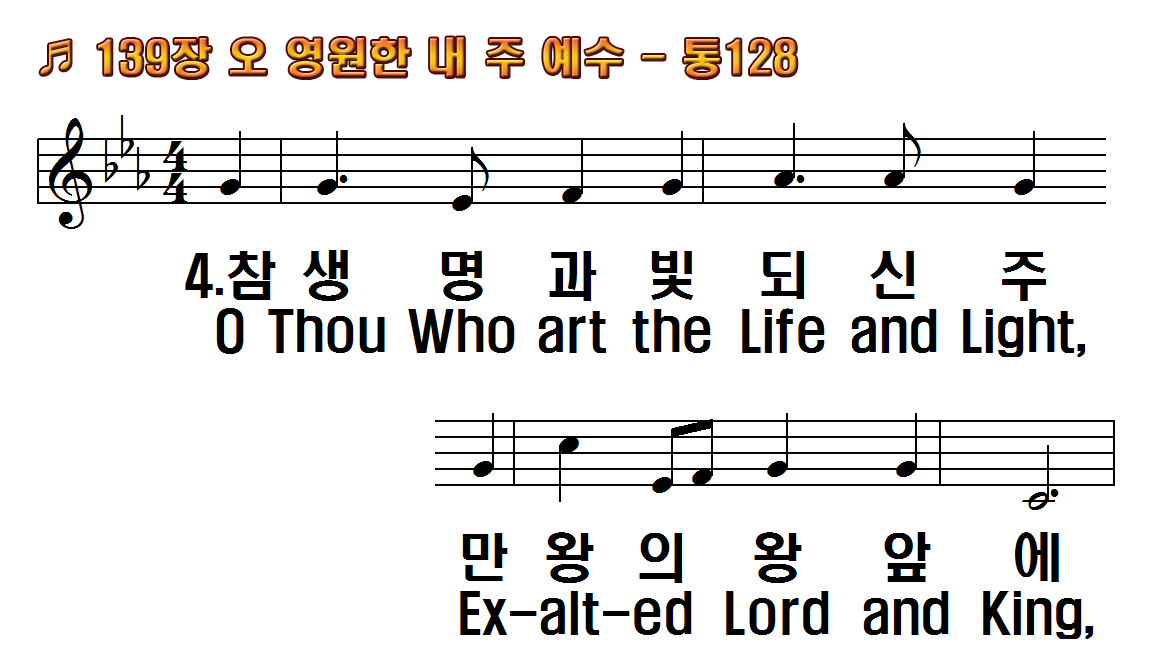 ♬ 139장 오 영원한 내 주 예수 - 통128
4.참 생 명 과 빛 되 신 주
O Thou Who art the Life and Light,
만 왕 의 왕 앞 에
Ex-alt-ed Lord and King,